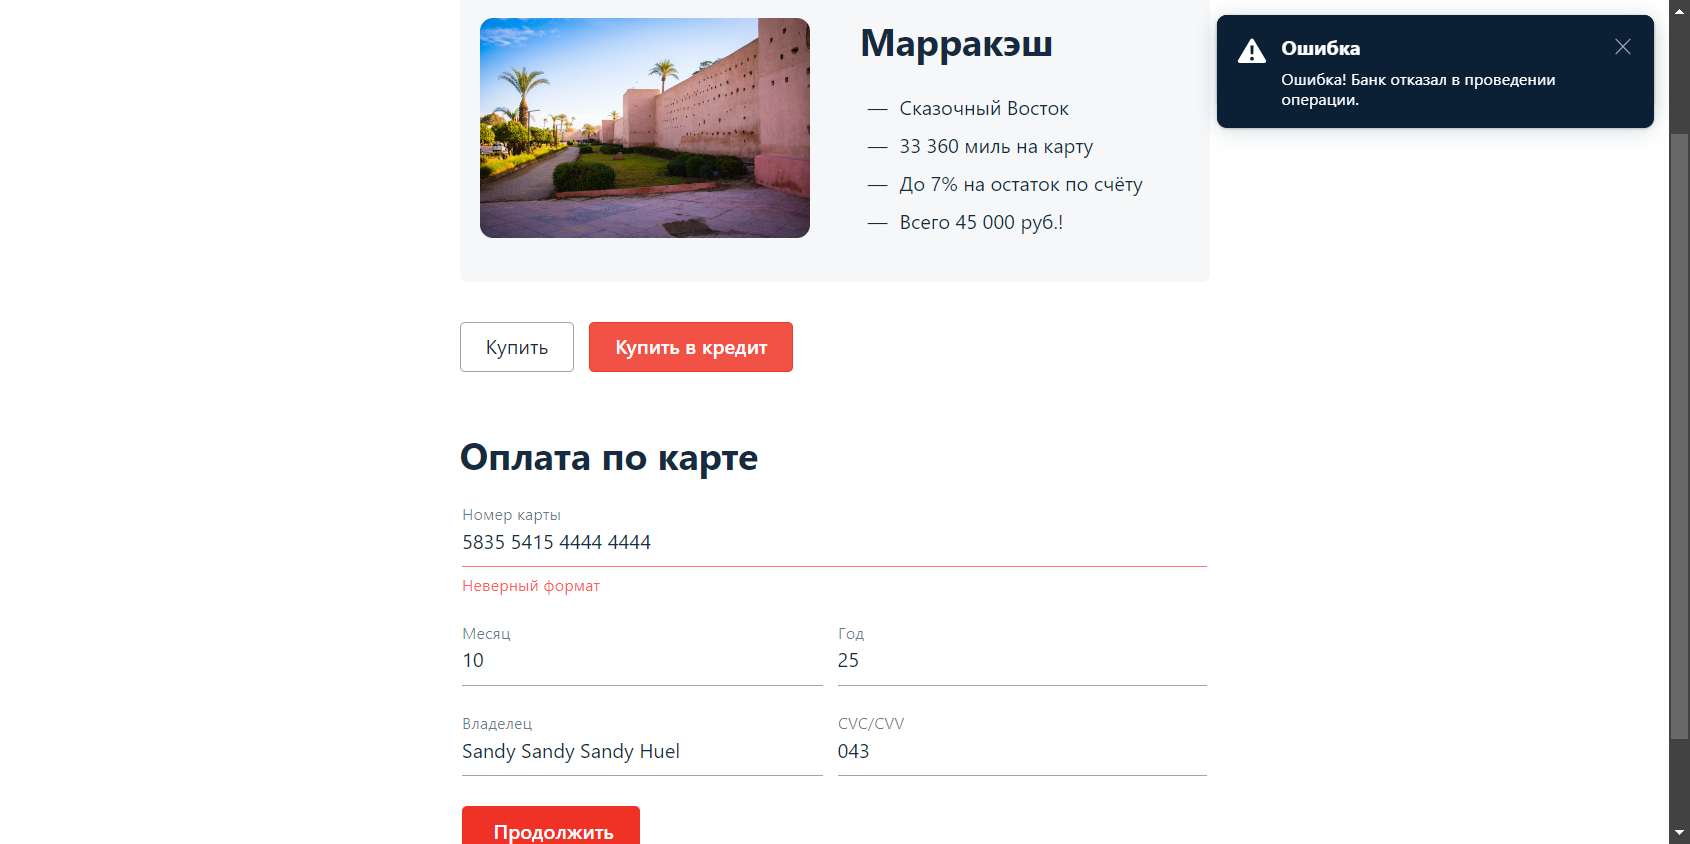 Марракэш
— Сказочный Восток
— 33 360 миль на карту
— До 7% на остаток по счёту
— Всего 45 000 руб.!
Ошибка
Ошибка! Банк отказал в проведении
операции.
Купить
Купить в кредит
Оплата по карте
Номер карты
5835 5415 4444 4444
Неверный формат
Месяц
10
Год
25
Владелец
Sandy Sandy Sandy Huel
CVC/CVV
043
Продолжить